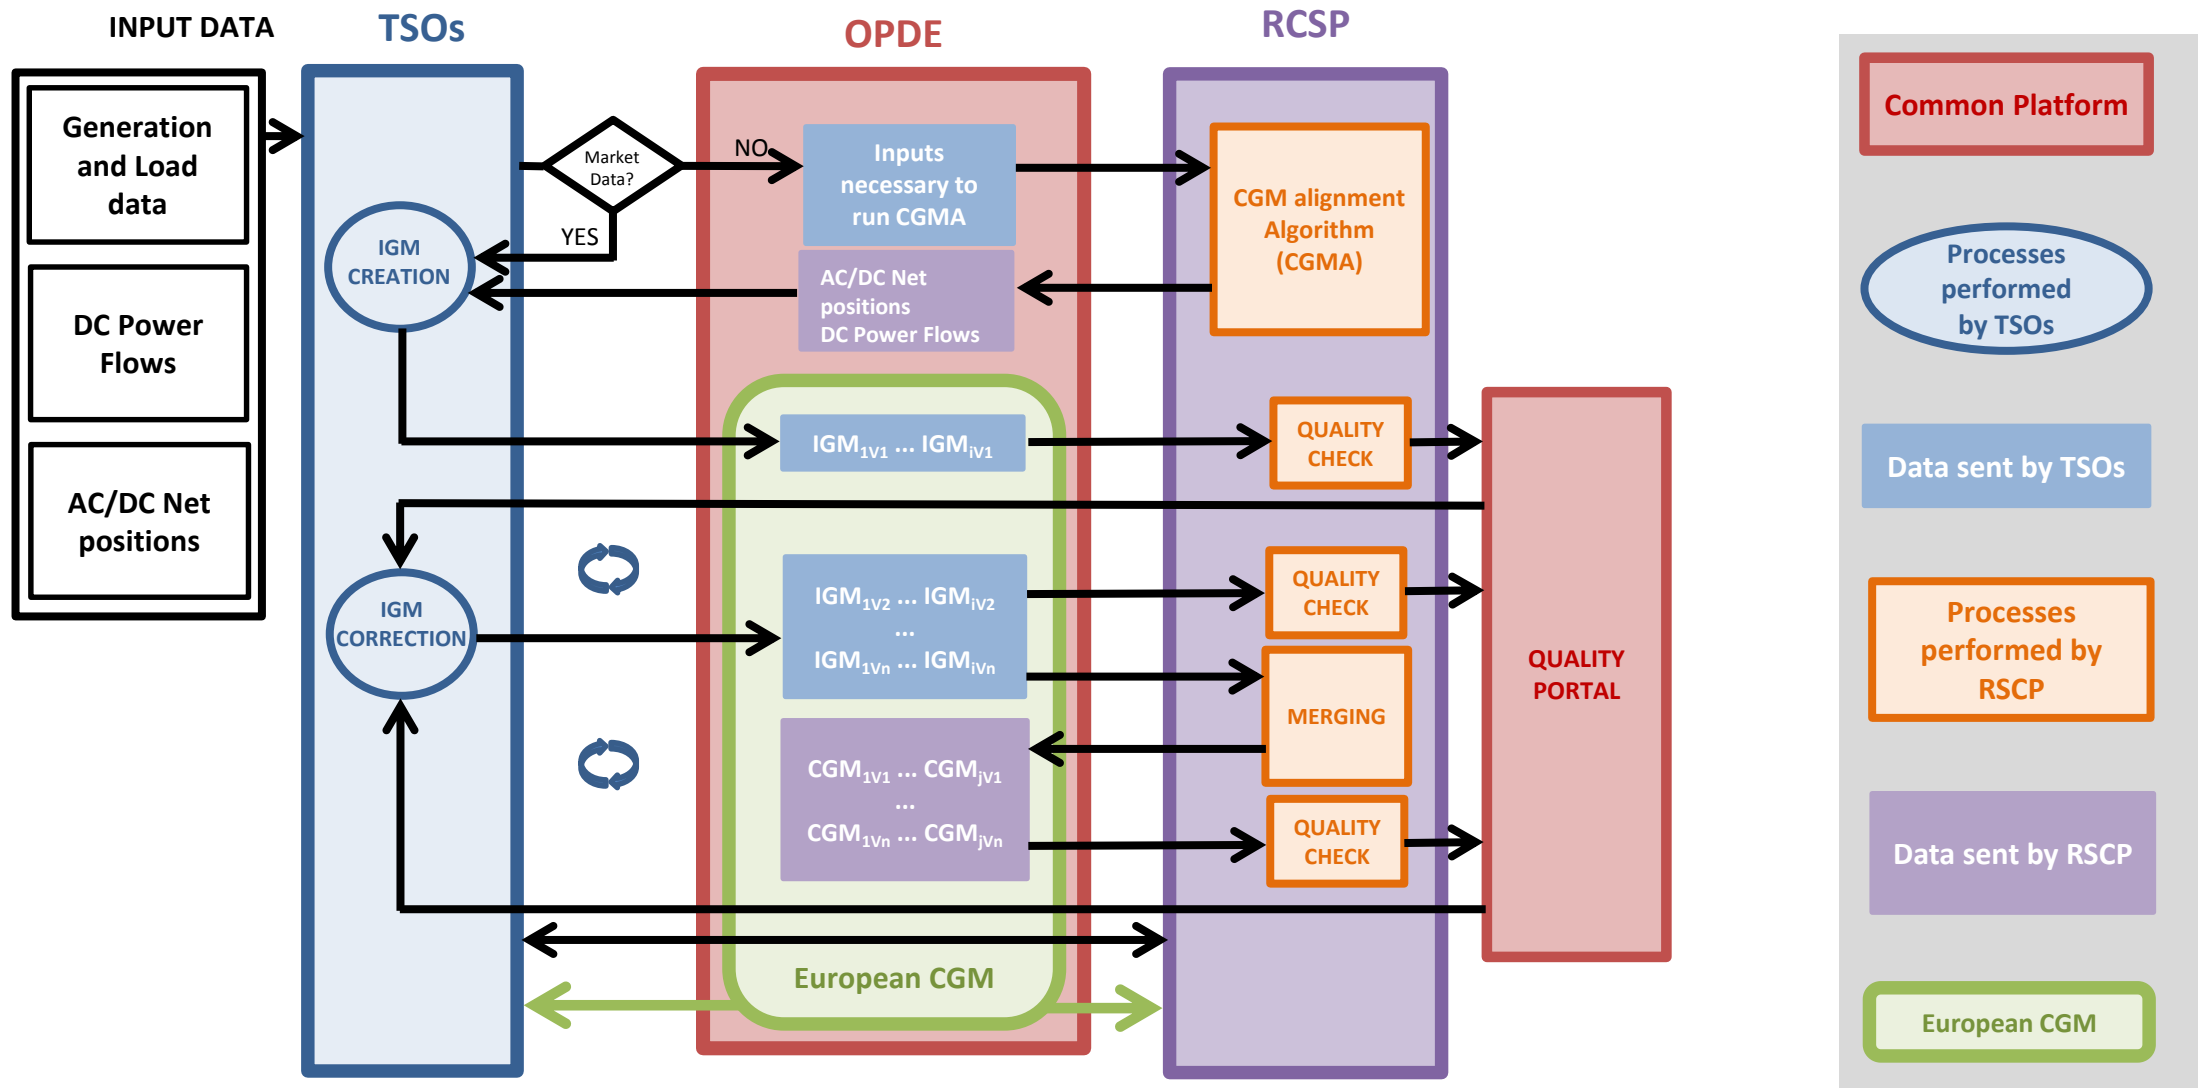 INPUT DATA
TSOs
OPDE
RCSP
Generation
and Load
data
DC Power
Flows
AC/DC Net
positions
Market
Data?
NO
YES
IGM
CREATION
Inputs
necessary to
run CGMA
AC/DC Net
positions
DC Power Flows
CGM alignment
Algorithm
(CGMA)
IGM1V1 ... IGMiV1
QUALITY
CHECK
IGM
CORRECTION
IGM1V2 ... IGMiV2
...
IGM1Vn ... IGMiVn
QUALITY
CHECK
MERGING
CGM1V1 ... CGMjV1
...
CGM1Vn ... CGMjVn
QUALITY
CHECK
QUALITY
PORTAL
European CGM
Common Platform
Processes
performed
by TSOs
Data sent by TSOs
Processes
performed by
RSCP
Data sent by RSCP
European CGM